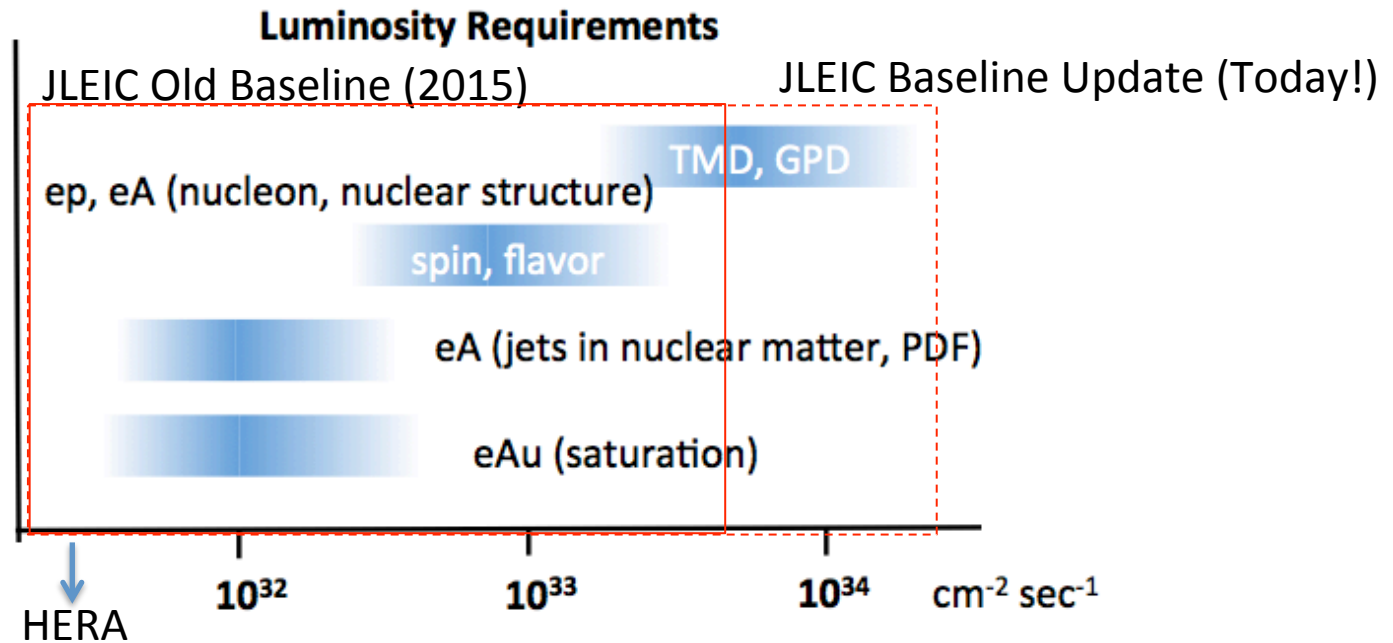 Luminosity Requirements
JLEIC Old Baseline (2015)
JLEIC Baseline Update (Today!)
TMD, GPD
ep, eA (nucleon, nuclear structure)
spin, flavor
eA (jets in nuclear matter, PDF)
eAu (saturation)
10³² 10³³ 10³⁴ cm⁻² sec⁻¹
HERA